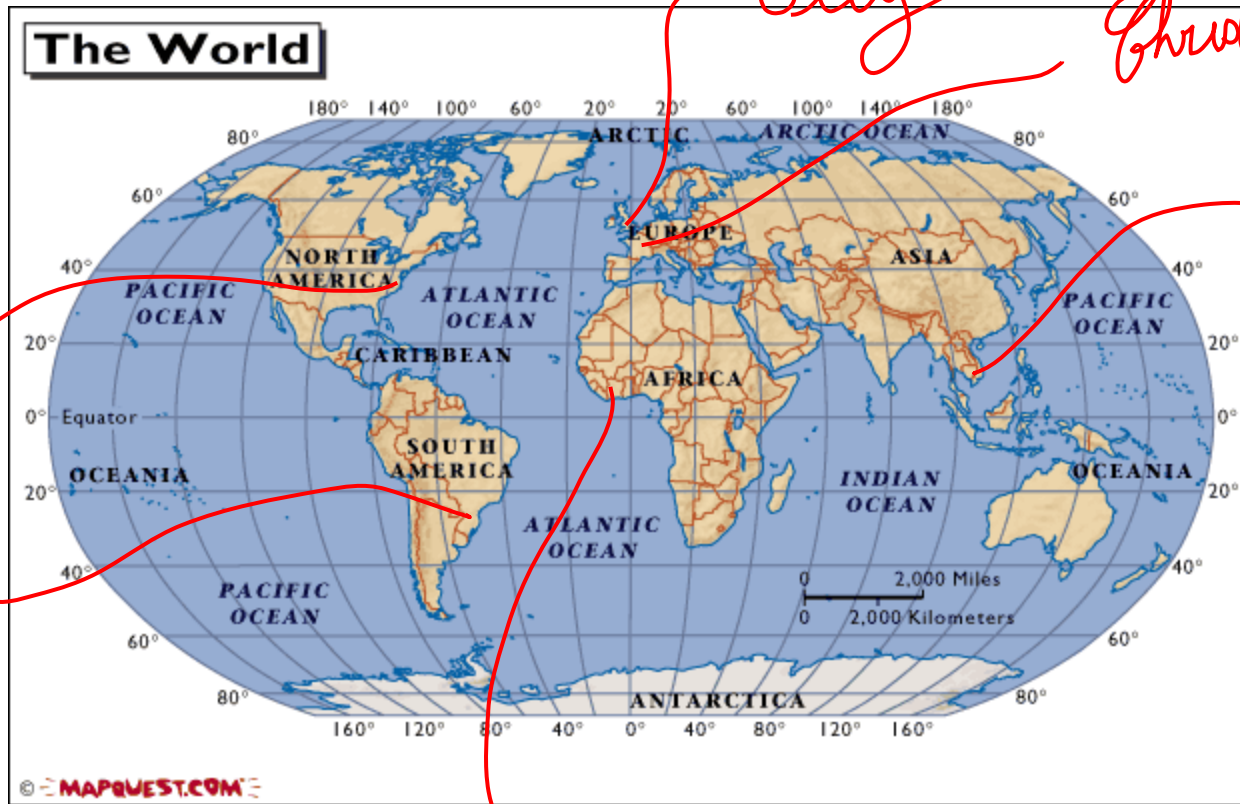 The World
180° 140° 100° 60° 20° 20° 60° 100° 140° 180°
80° ARCTIC ARCTIC OCEAN 80°
60° 60°
EUROPE
NORTH AMERICA
ASIA
40° 40°
PACIFIC OCEAN
ATLANTIC OCEAN
PACIFIC OCEAN
20° CARIBBEAN 20°
AFRICA
0° Equator 0°
SOUTH AMERICA
OCEANIA OCEANIA
20° INDIAN OCEAN 20°
ATLANTIC OCEAN
40° 40°
0 2,000 Miles
0 2,000 Kilometers
PACIFIC OCEAN
60° 60°
80° ANTARCTICA 80°
160° 120° 80° 40° 0° 40° 80° 120° 160°
© MAPQUEST.COM